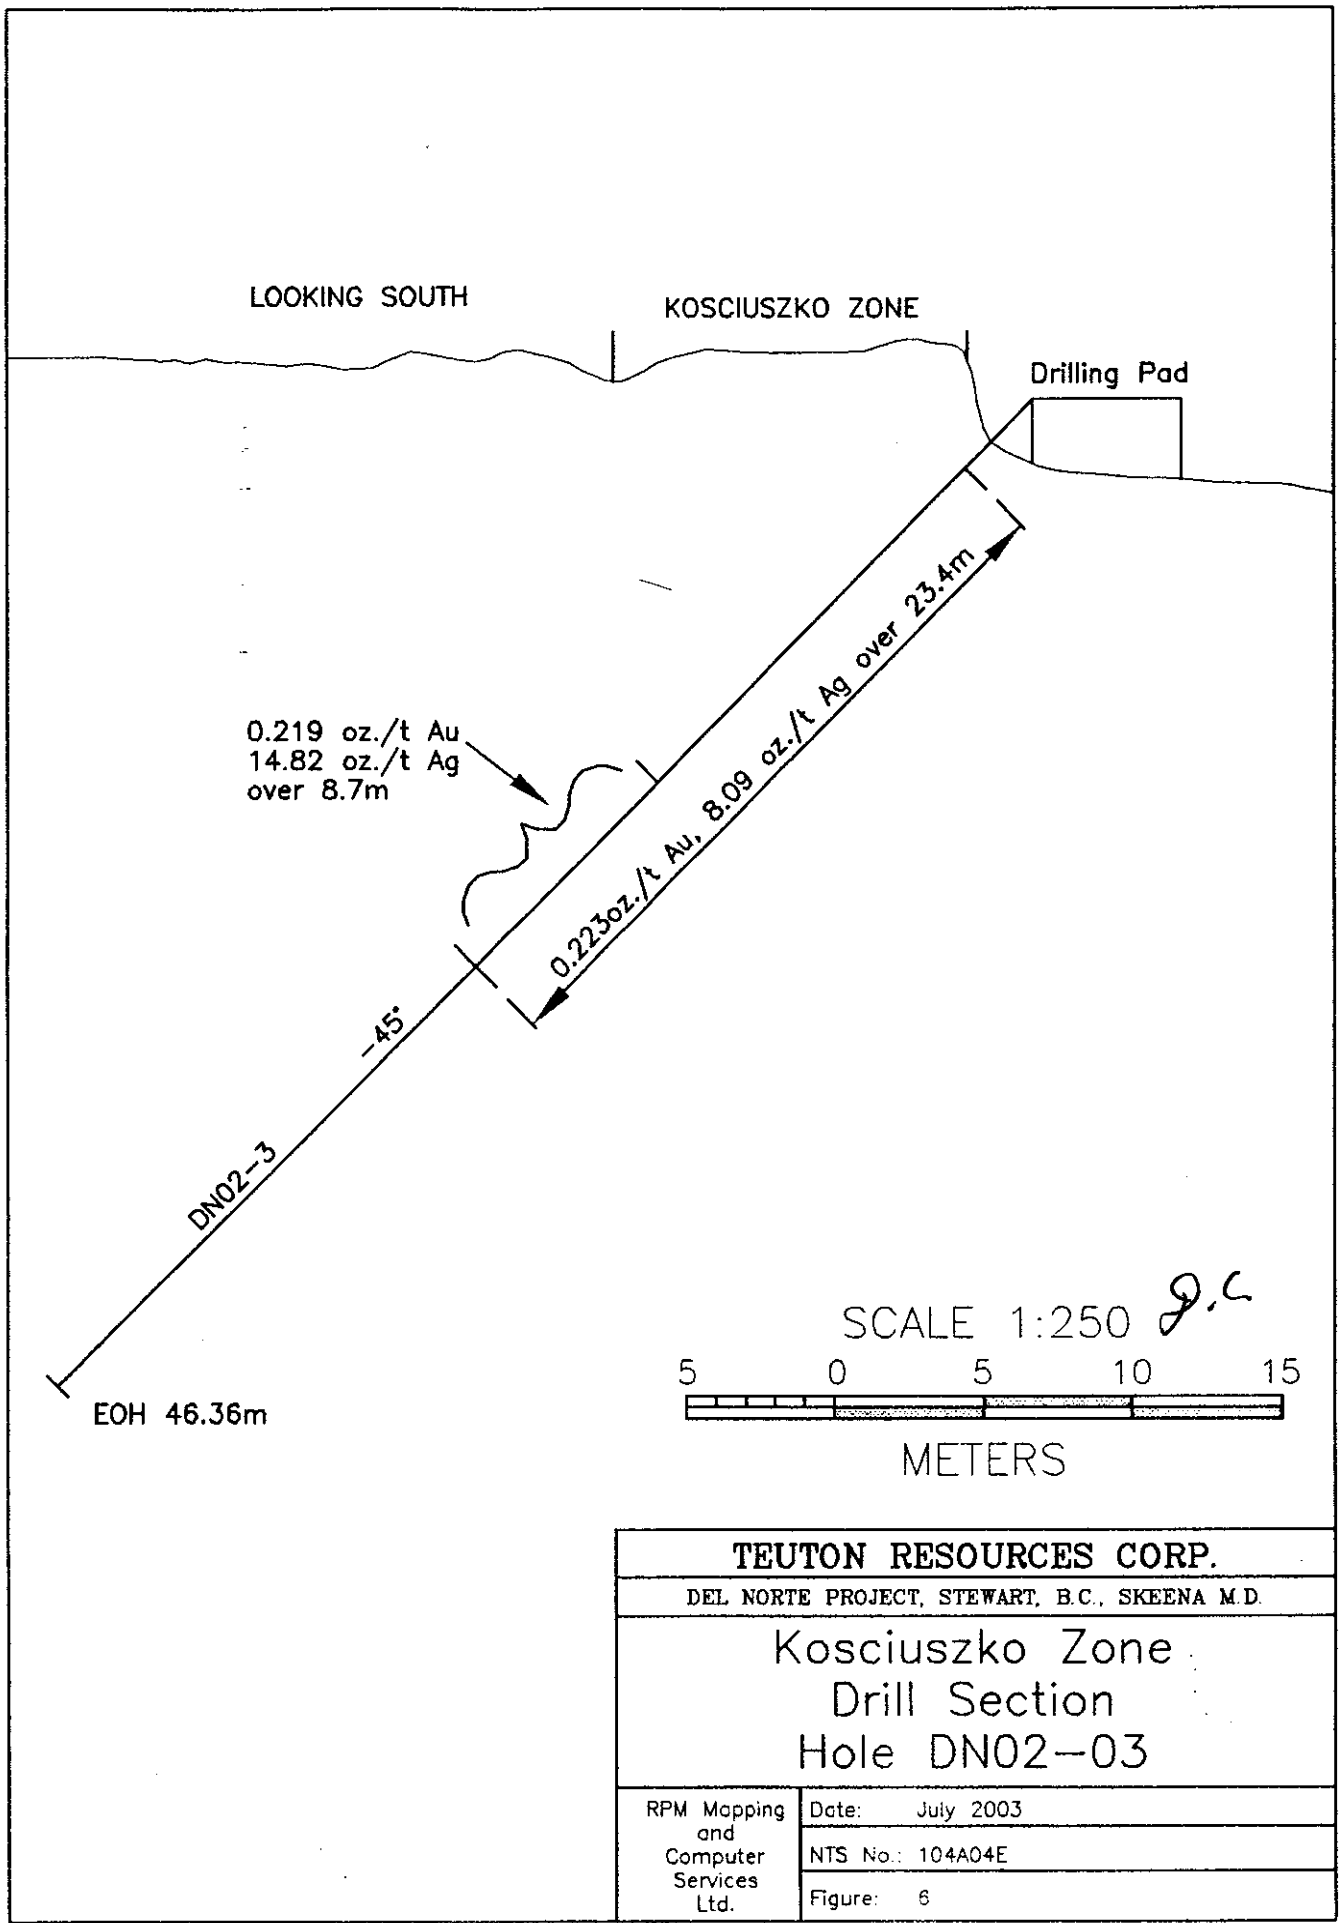 LOOKING SOUTH
KOSCIUSZKO ZONE
Drilling Pad
0.223oz./t Au, 8.09 oz./t Ag over 23.4m
0.219 oz./t Au
14.82 oz./t Ag
over 8.7m
-45°
DN02-3
EOH 46.36m
SCALE 1:250 J.C
5 0 5 10 15
METERS
TEUTON RESOURCES CORP.
DEL NORTE PROJECT, STEWART, B.C., SKEENA M.D.
Kosciuszko Zone
Drill Section
Hole DN02-03
RPM Mapping
and
Computer
Services
Ltd.
Date: July 2003
NTS No.: 104A04E
Figure: 6